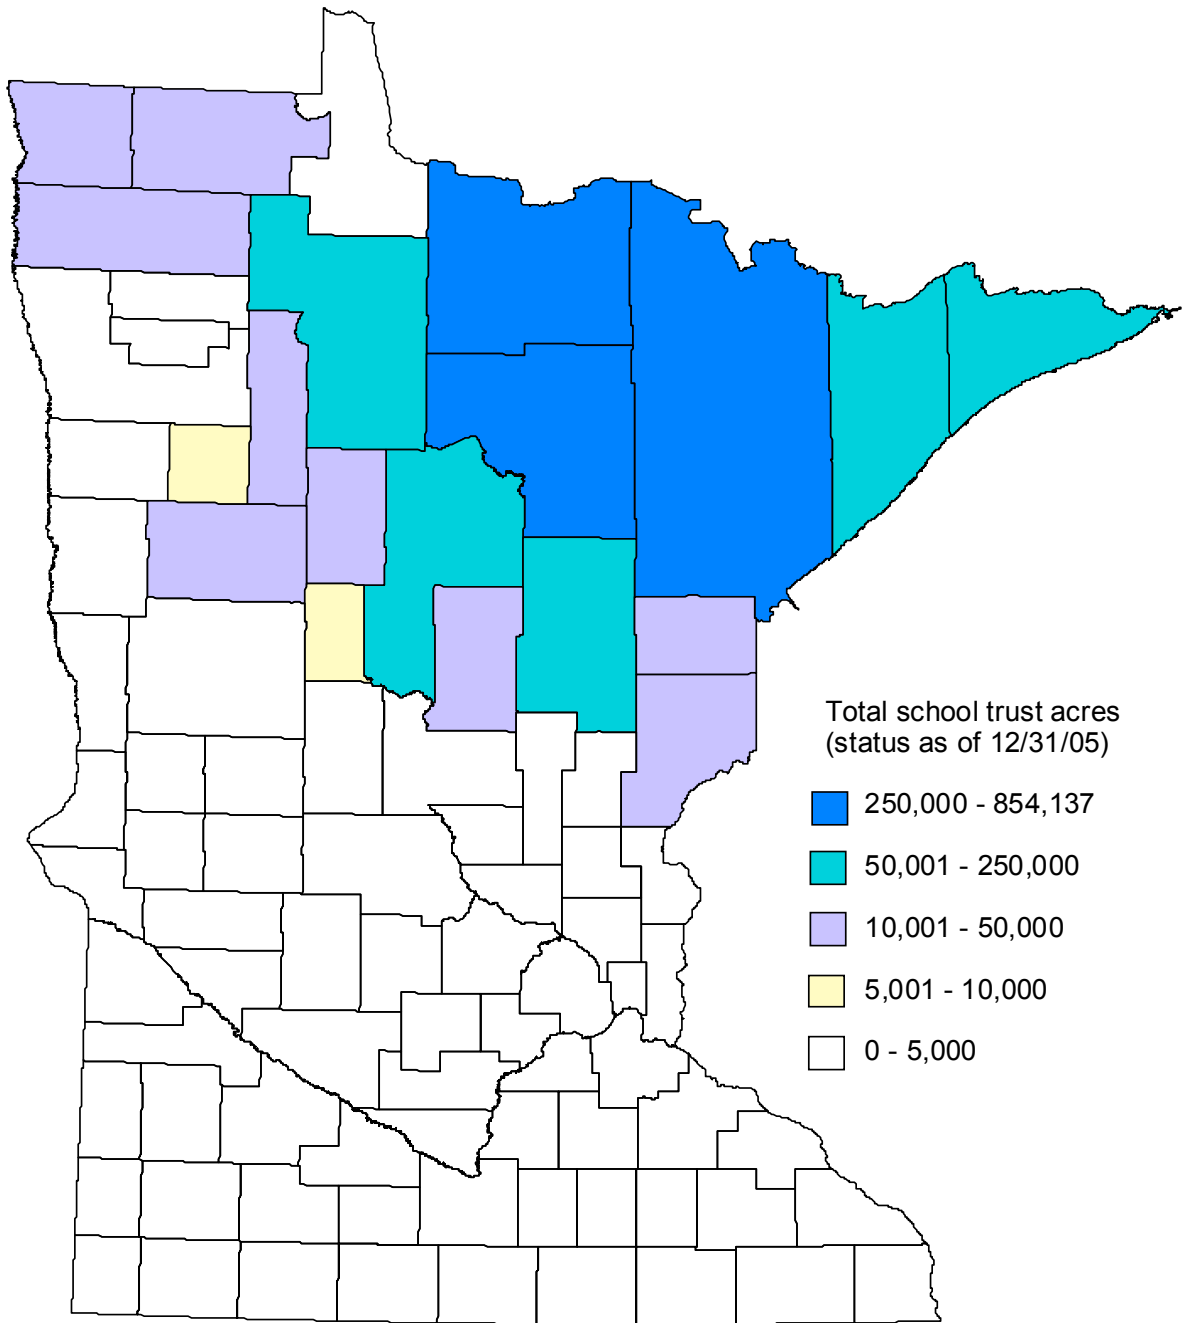 Total school trust acres
(status as of 12/31/05)
250,000 - 854,137
50,001 - 250,000
10,001 - 50,000
5,001 - 10,000
0 - 5,000